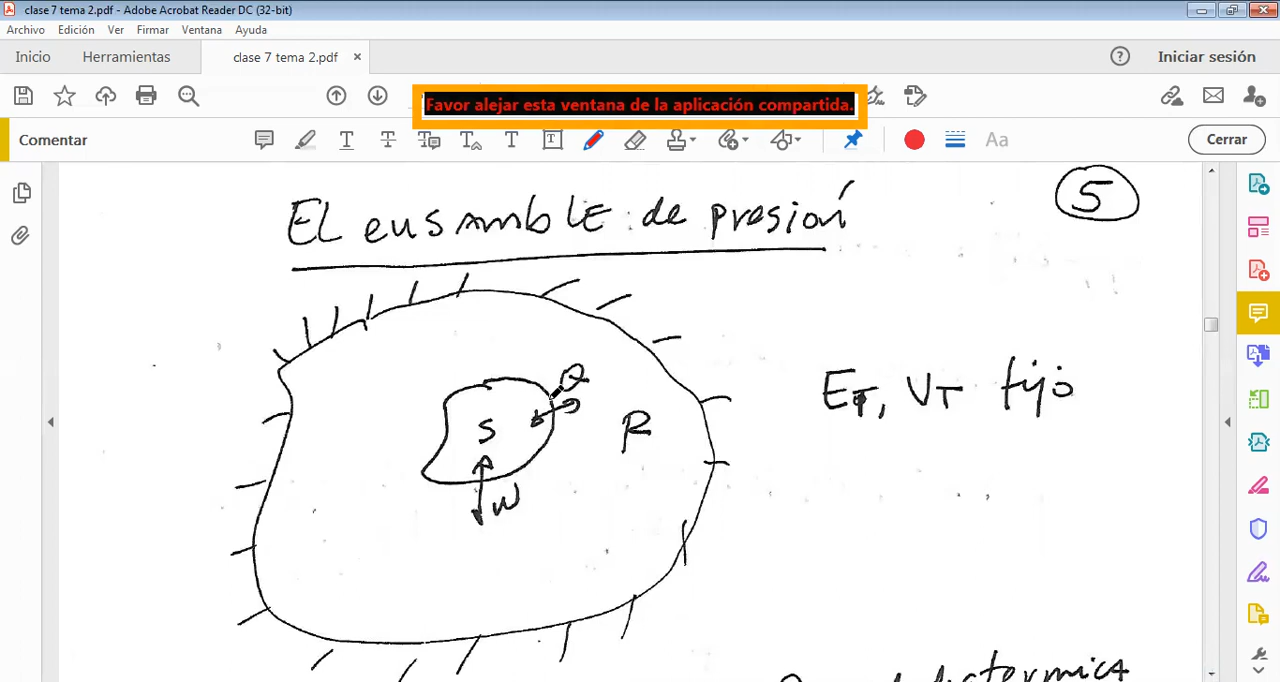 clase 7 tema 2.pdf - Adobe Acrobat Reader DC (32-bit)
Archivo Edición Ver Firmar Ventana Ayuda
Inicio Herramientas clase 7 tema 2.pdf × Iniciar sesión
Favor alejar esta ventana de la aplicación compartida.
Comentar Aa Cerrar
5
El ensamble de presión
Q
S R
W
ET, VT fijo
diatermica